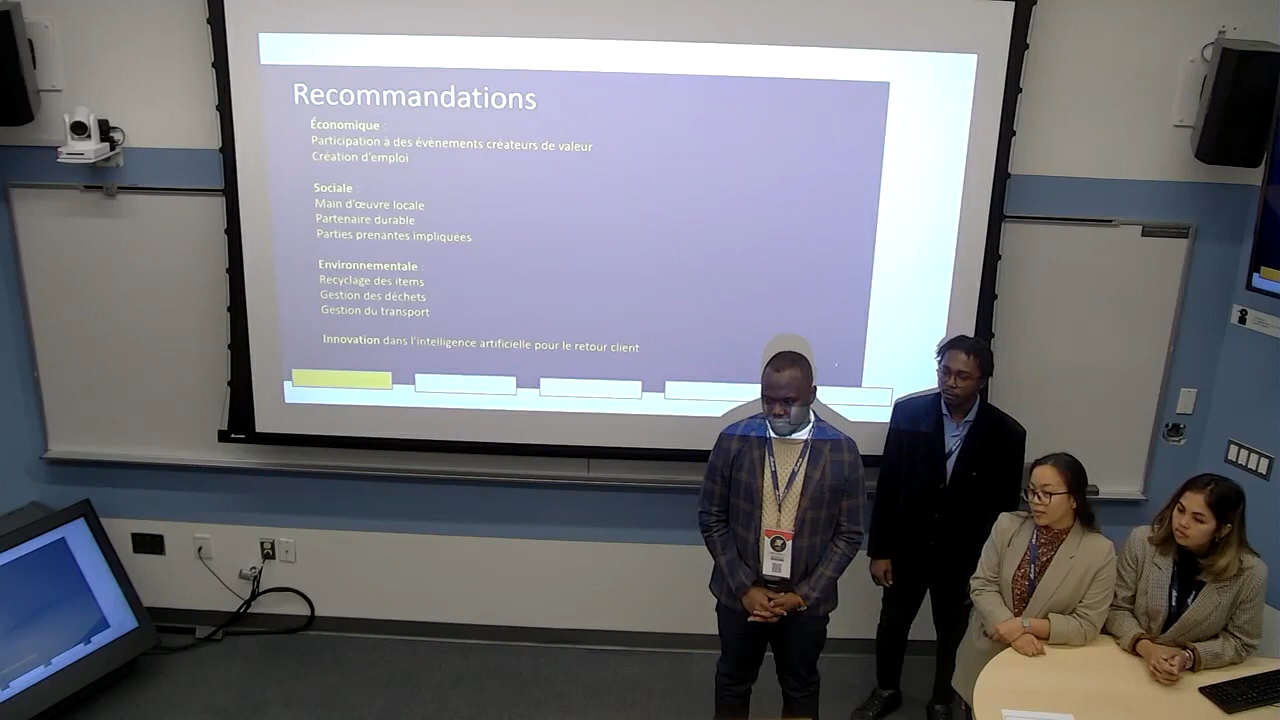 Recommandations
Économique :
Participation à des évènements créateurs de valeur
Création d'emploi
Sociale :
Main d'œuvre locale
Partenaire durable
Parties prenantes impliquées
Environnementale :
Recyclage des items
Gestion des déchets
Gestion du transport
Innovation dans l'intelligence artificielle pour le retour client